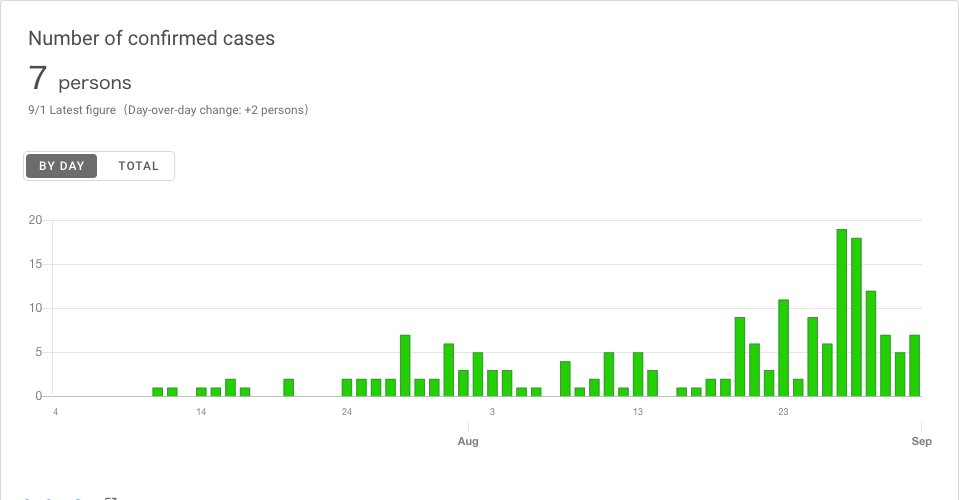 Number of confirmed cases
7 persons
9/1 Latest figure（Day-over-day change: +2 persons）
BY DAY TOTAL
20
15
10
5
0
4 14 24 3 13 23
Aug Sep